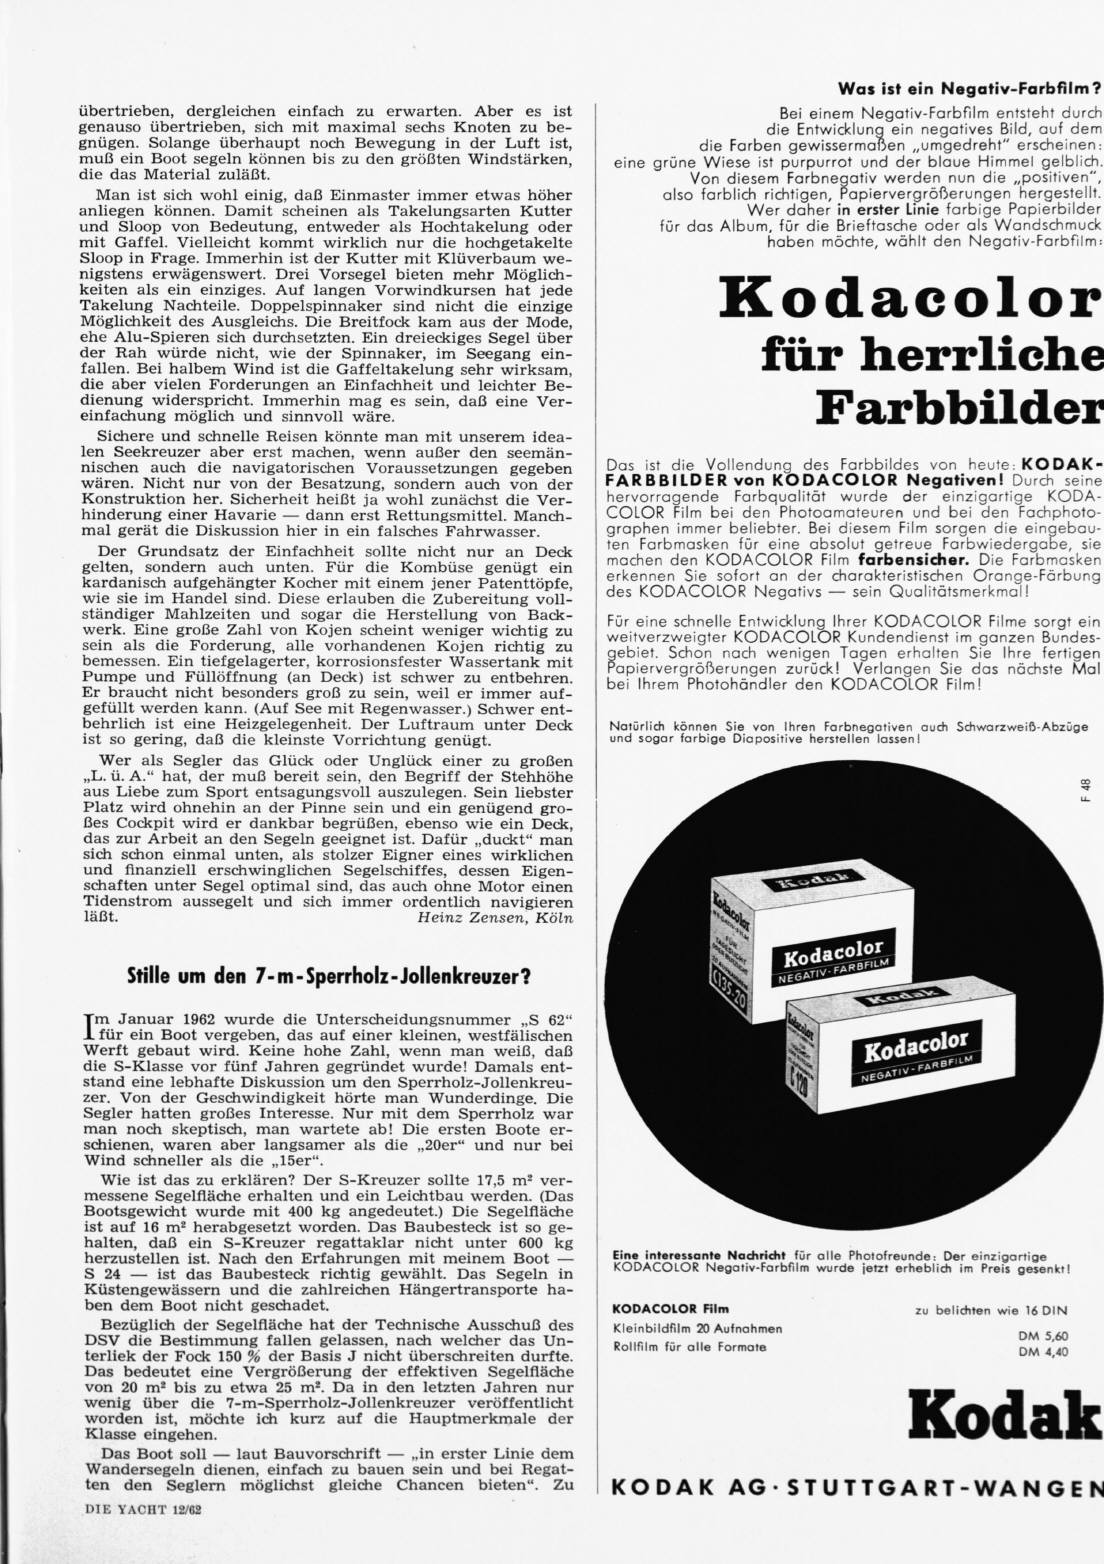 übertrieben, dergleichen einfach zu erwarten. Aber es ist
genauso übertrieben, sich mit maximal sechs Knoten zu be-
gnügen. Solange überhaupt noch Bewegung in der Luft ist,
muß ein Boot segeln können bis zu den größten Windstärken,
die das Material zuläßt.
Man ist sich wohl einig, daß Einmaster immer etwas höher
anliegen können. Damit scheinen als Takelungsarten Kutter
und Sloop von Bedeutung, entweder als Hochtakelung oder
mit Gaffel. Vielleicht kommt wirklich nur die hochgetakelte
Sloop in Frage. Immerhin ist der Kutter mit Klüverbaum we-
nigstens erwägenswert. Drei Vorsegel bieten mehr Möglich-
keiten als ein einziges. Auf langen Vorwindkursen hat jede
Takelung Nachteile. Doppelspinnaker sind nicht die einzige
Möglichkeit des Ausgleichs. Die Breitfock kam aus der Mode,
ehe Alu-Spieren sich durchsetzten. Ein dreieckiges Segel über
der Rah würde nicht, wie der Spinnaker, im Seegang ein-
fallen. Bei halbem Wind ist die Gaffeltakelung sehr wirksam,
die aber vielen Forderungen an Einfachheit und leichter Be-
dienung widerspricht. Immerhin mag es sein, daß eine Ver-
einfachung möglich und sinnvoll wäre.
Sichere und schnelle Reisen könnte man mit unserem idea-
len Seekreuzer aber erst machen, wenn außer den seemän-
nischen auch die navigatorischen Voraussetzungen gegeben
wären. Nicht nur von der Besatzung, sondern auch von der
Konstruktion her. Sicherheit heißt ja wohl zunächst die Ver-
hinderung einer Havarie — dann erst Rettungsmittel. Manch-
mal gerät die Diskussion hier in ein falsches Fahrwasser.
Der Grundsatz der Einfachheit sollte nicht nur an Deck
gelten, sondern auch unten. Für die Kombüse genügt ein
kardanisch aufgehängter Kocher mit einem jener Patenttöpfe,
wie sie im Handel sind. Diese erlauben die Zubereitung voll-
ständiger Mahlzeiten und sogar die Herstellung von Back-
werk. Eine große Zahl von Kojen scheint weniger wichtig zu
sein als die Forderung, alle vorhandenen Kojen richtig zu
bemessen. Ein tiefgelagerter, korrosionsfester Wassertank mit
Pumpe und Füllöffnung (an Deck) ist schwer zu entbehren.
Er braucht nicht besonders groß zu sein, weil er immer auf-
gefüllt werden kann. (Auf See mit Regenwasser.) Schwer ent-
behrlich ist eine Heizgelegenheit. Der Luftraum unter Deck
ist so gering, daß die kleinste Vorrichtung genügt.
Wer als Segler das Glück oder Unglück einer zu großen
„L. ü. A.“ hat, der muß bereit sein, den Begriff der Stehhöhe
aus Liebe zum Sport entsagungsvoll auszulegen. Sein liebster
Platz wird ohnehin an der Pinne sein und ein genügend gro-
ßes Cockpit wird er dankbar begrüßen, ebenso wie ein Deck,
das zur Arbeit an den Segeln geeignet ist. Dafür „duckt“ man
sich schon einmal unten, als stolzer Eigner eines wirklichen
und finanziell erschwinglichen Segelschiffes, dessen Eigen-
schaften unter Segel optimal sind, das auch ohne Motor einen
Tidenstrom aussegelt und sich immer ordentlich navigieren
läßt. Heinz Zensen, Köln
Stille um den 7-m-Sperrholz-Jollenkreuzer?
Im Januar 1962 wurde die Unterscheidungsnummer „S 62“
für ein Boot vergeben, das auf einer kleinen, westfälischen
Werft gebaut wird. Keine hohe Zahl, wenn man weiß, daß
die S-Klasse vor fünf Jahren gegründet wurde! Damals ent-
stand eine lebhafte Diskussion um den Sperrholz-Jollenkreu-
zer. Von der Geschwindigkeit hörte man Wunderdinge. Die
Segler hatten großes Interesse. Nur mit dem Sperrholz war
man noch skeptisch, man wartete ab! Die ersten Boote er-
schienen, waren aber langsamer als die „20er“ und nur bei
Wind schneller als die „15er“.
Wie ist das zu erklären? Der S-Kreuzer sollte 17,5 m² ver-
messene Segelfläche erhalten und ein Leichtbau werden. (Das
Bootsgewicht wurde mit 400 kg angedeutet.) Die Segelfläche
ist auf 16 m² herabgesetzt worden. Das Baubesteck ist so ge-
halten, daß ein S-Kreuzer regattaklar nicht unter 600 kg
herzustellen ist. Nach den Erfahrungen mit meinem Boot —
S 24 — ist das Baubesteck richtig gewählt. Das Segeln in
Küstengewässern und die zahlreichen Hängertransporte ha-
ben dem Boot nicht geschadet.
Bezüglich der Segelfläche hat der Technische Ausschuß des
DSV die Bestimmung fallen gelassen, nach welcher das Un-
terliek der Fock 150 % der Basis J nicht überschreiten durfte.
Das bedeutet eine Vergrößerung der effektiven Segelfläche
von 20 m² bis zu etwa 25 m². Da in den letzten Jahren nur
wenig über die 7-m-Sperrholz-Jollenkreuzer veröffentlicht
worden ist, möchte ich kurz auf die Hauptmerkmale der
Klasse eingehen.
Das Boot soll — laut Bauvorschrift — „in erster Linie dem
Wandersegeln dienen, einfach zu bauen sein und bei Regat-
ten den Seglern möglichst gleiche Chancen bieten“. Zu
DIE YACHT 12/62
Was ist ein Negativ-Farbfilm?
Bei einem Negativ-Farbfilm entsteht durch
die Entwicklung ein negatives Bild, auf dem
die Farben gewissermaßen „umgedreht“ erscheinen:
eine grüne Wiese ist purpurrot und der blaue Himmel gelblich.
Von diesem Farbnegativ werden nun die „positiven“,
also farblich richtigen, Papiervergrößerungen hergestellt.
Wer daher in erster Linie farbige Papierbilder
für das Album, für die Brieftasche oder als Wandschmuck
haben möchte, wählt den Negativ-Farbfilm:
Kodacolor
für herrliche
Farbbilder
Das ist die Vollendung des Farbbildes von heute: KODAK-
FARBBILDER von KODACOLOR Negativen! Durch seine
hervorragende Farbqualität wurde der einzigartige KODA-
COLOR Film bei den Photoamateuren und bei den Fachphoto-
graphen immer beliebter. Bei diesem Film sorgen die eingebau-
ten Farbmasken für eine absolut getreue Farbwiedergabe, sie
machen den KODACOLOR Film farbensicher. Die Farbmasken
erkennen Sie sofort an der charakteristischen Orange-Färbung
des KODACOLOR Negativs — sein Qualitätsmerkmal!
Für eine schnelle Entwicklung Ihrer KODACOLOR Filme sorgt ein
weitverzweigter KODACOLOR Kundendienst im ganzen Bundes-
gebiet. Schon nach wenigen Tagen erhalten Sie Ihre fertigen
Papiervergrößerungen zurück! Verlangen Sie das nächste Mal
bei Ihrem Photohändler den KODACOLOR Film!
Natürlich können Sie von Ihren Farbnegativen auch Schwarzweiß-Abzüge
und sogar farbige Diapositive herstellen lassen!
F 48
Kodak
Kodacolor
NEGATIV-FILM
FÜR
TAGESLICHT
C135-20
Kodacolor
NEGATIV-FARBFILM
Kodak
Kodacolor
C 120
Kodacolor
NEGATIV-FARBFILM
Eine interessante Nachricht für alle Photofreunde: Der einzigartige
KODACOLOR Negativ-Farbfilm wurde jetzt erheblich im Preis gesenkt!
KODACOLOR Film zu belichten wie 16 DIN
Kleinbildfilm 20 Aufnahmen DM 5,60
Rollfilm für alle Formate DM 4,40
Kodak
KODAK AG · STUTTGART-WANGEN